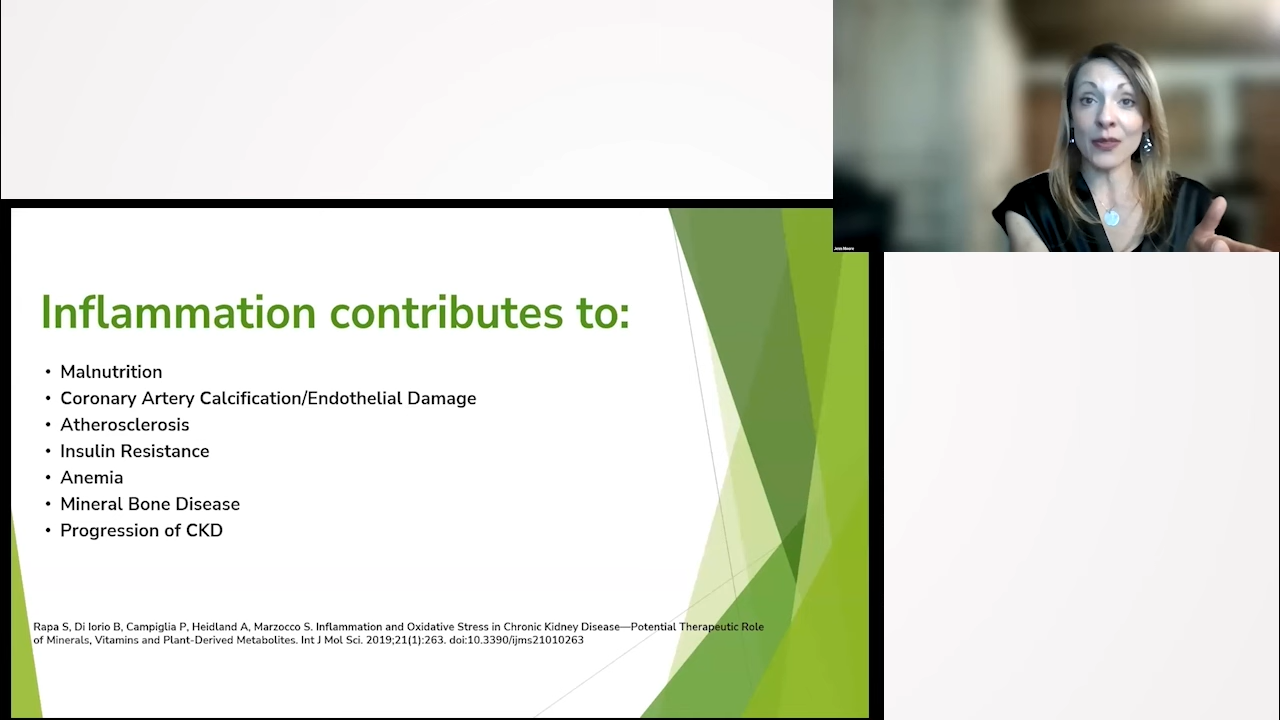 Jenn Moore
Inflammation contributes to:
• Malnutrition
• Coronary Artery Calcification/Endothelial Damage
• Atherosclerosis
• Insulin Resistance
• Anemia
• Mineral Bone Disease
• Progression of CKD
Rapa S, Di Iorio B, Campiglia P, Heidland A, Marzocco S. Inflammation and Oxidative Stress in Chronic Kidney Disease—Potential Therapeutic Role
of Minerals, Vitamins and Plant-Derived Metabolites. Int J Mol Sci. 2019;21(1):263. doi:10.3390/ijms21010263